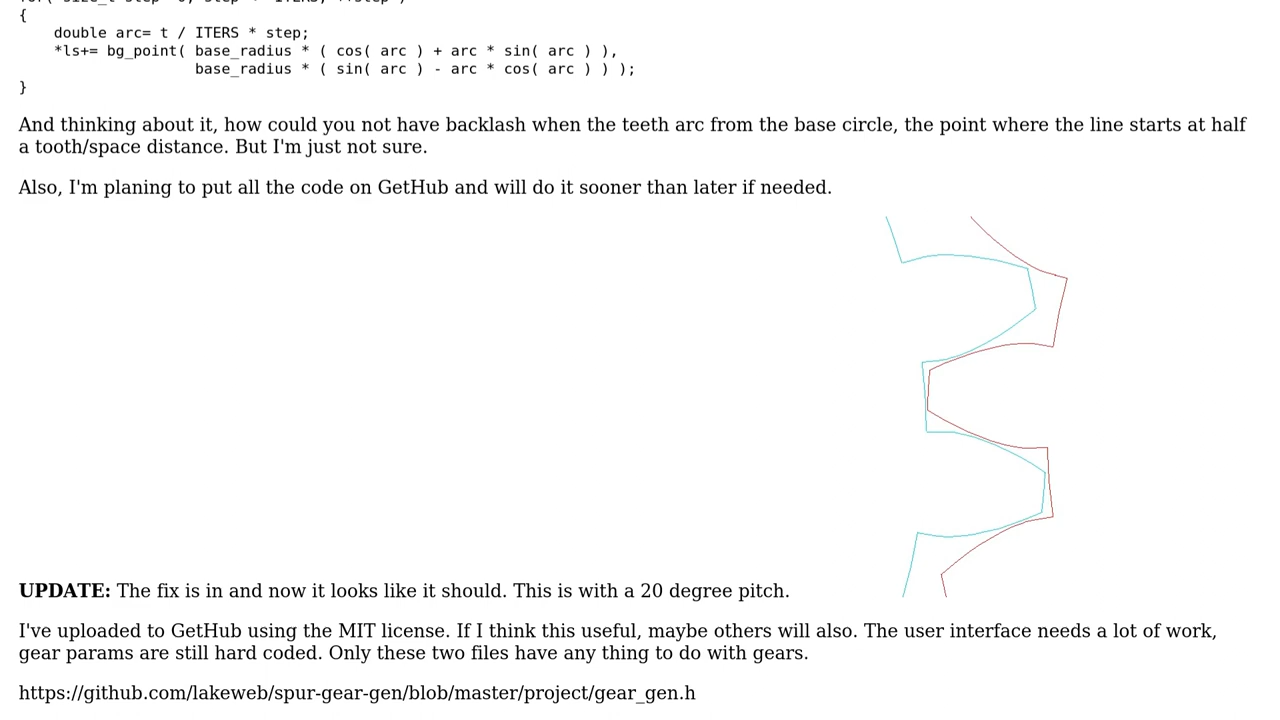 {
    double arc= t / ITERS * step;
    *ls+= bg_point( base_radius * ( cos( arc ) + arc * sin( arc ) ),
                    base_radius * ( sin( arc ) - arc * cos( arc ) ) );
}
And thinking about it, how could you not have backlash when the teeth arc from the base circle, the point where the line starts at half
a tooth/space distance. But I'm just not sure.
Also, I'm planing to put all the code on GetHub and will do it sooner than later if needed.
UPDATE: The fix is in and now it looks like it should. This is with a 20 degree pitch.
I've uploaded to GetHub using the MIT license. If I think this useful, maybe others will also. The user interface needs a lot of work,
gear params are still hard coded. Only these two files have any thing to do with gears.
https://github.com/lakeweb/spur-gear-gen/blob/master/project/gear_gen.h